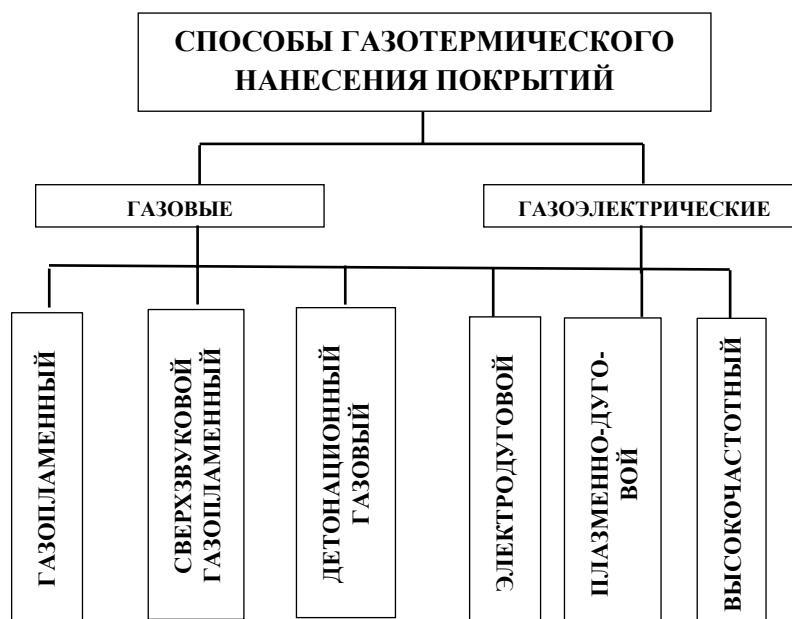 СПОСОБЫ ГАЗОТЕРМИЧЕСКОГО
НАНЕСЕНИЯ ПОКРЫТИЙ
ГАЗОВЫЕ
ГАЗОЭЛЕКТРИЧЕСКИЕ
ГАЗОПЛАМЕННЫЙ
СВЕРХЗВУКОВОЙ
ГАЗОПЛАМЕННЫЙ
ДЕТОНАЦИОННЫЙ
ГАЗОВЫЙ
ЭЛЕКТРОДУГОВОЙ
ПЛАЗМЕННО-ДУГО-
ВОЙ
ВЫСОКОЧАСТОТНЫЙ